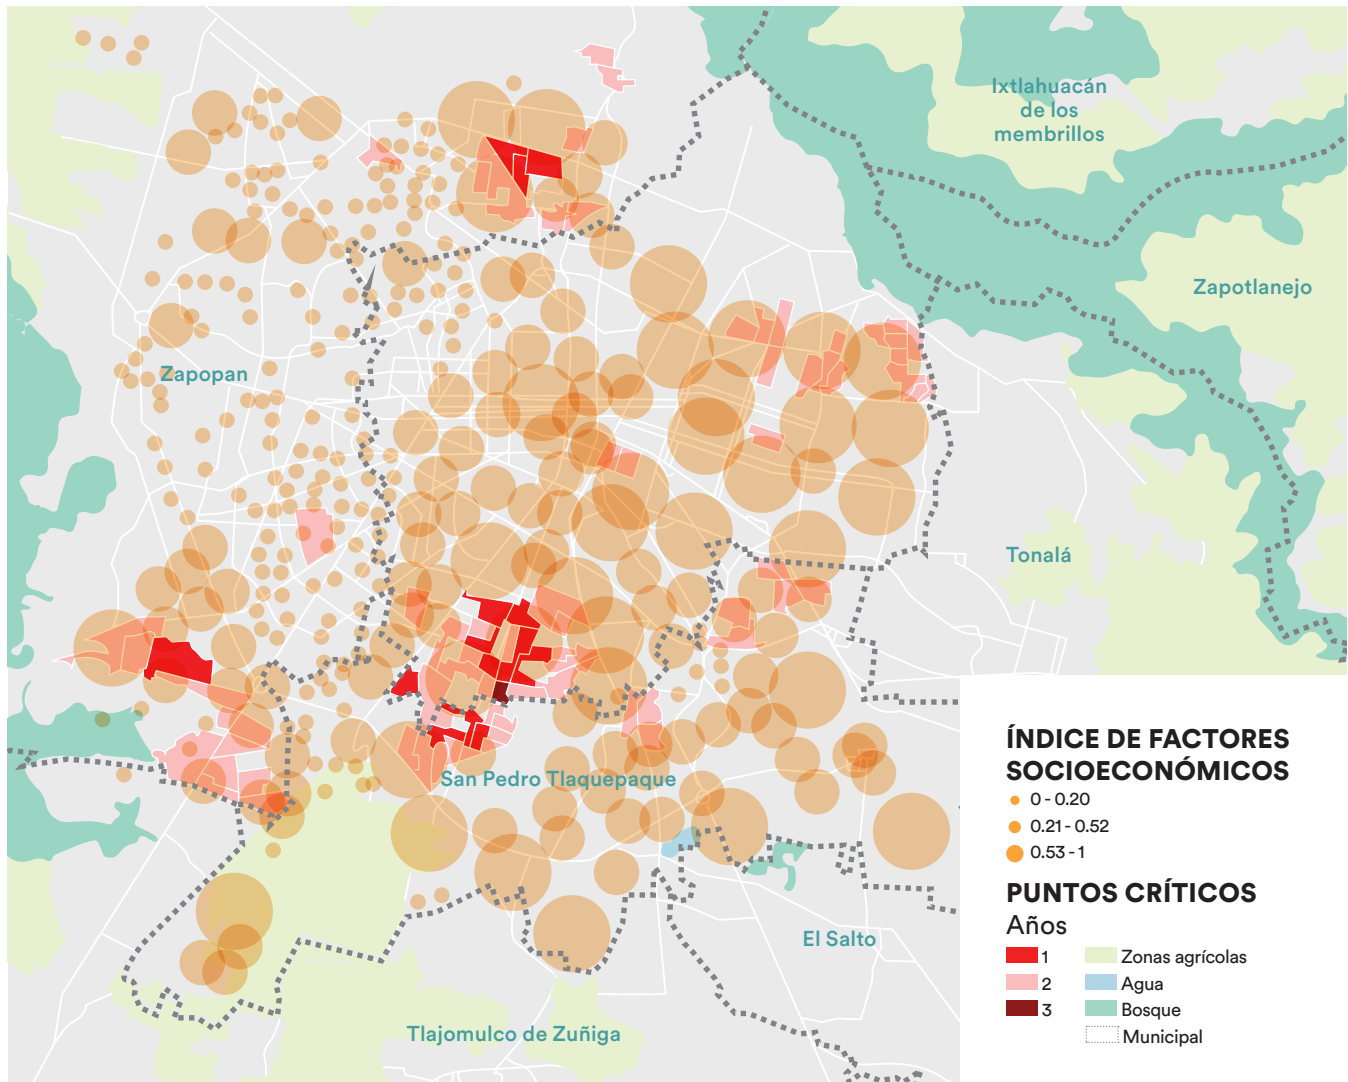 Ixtlahuacán
de los
membrillos
Zapotlanejo
Zapopan
Tonalá
San Pedro Tlaquepaque
El Salto
Tlajomulco de Zuñiga
ÍNDICE DE FACTORES
SOCIOECONÓMICOS
0 - 0.20
0.21 - 0.52
0.53 - 1
PUNTOS CRÍTICOS
Años
1
2
3
Zonas agrícolas
Agua
Bosque
Municipal